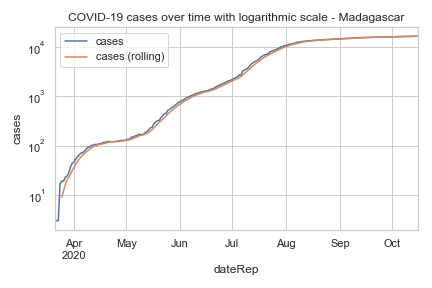 COVID-19 cases over time with logarithmic scale - Madagascar
cases
cases (rolling)
10⁴
10³
10²
10¹
cases
Apr May Jun Jul Aug Sep Oct
2020
dateRep